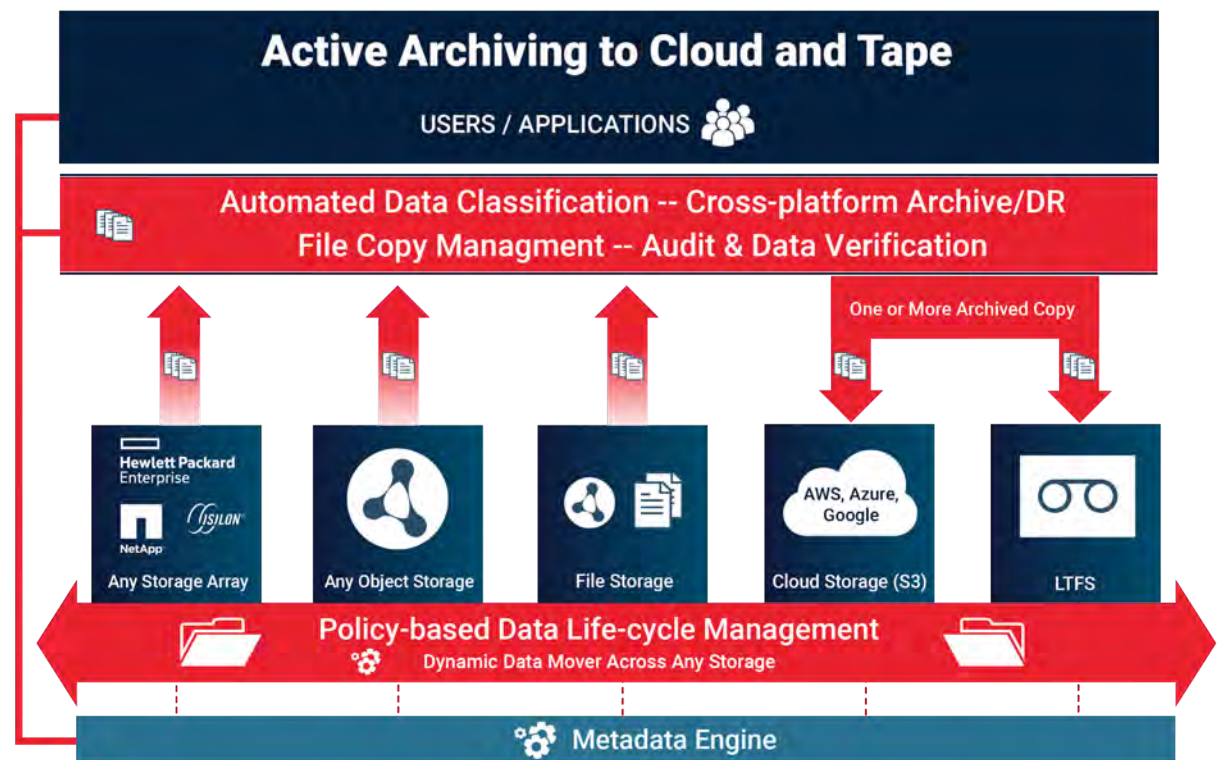 Active Archiving to Cloud and Tape
USERS / APPLICATIONS
Automated Data Classification -- Cross-platform Archive/DR
File Copy Managment -- Audit & Data Verification
One or More Archived Copy
Hewlett Packard
Enterprise
NetApp
ISILON
Any Storage Array
Any Object Storage
File Storage
AWS, Azure,
Google
Cloud Storage (S3)
LTFS
Policy-based Data Life-cycle Management
Dynamic Data Mover Across Any Storage
Metadata Engine